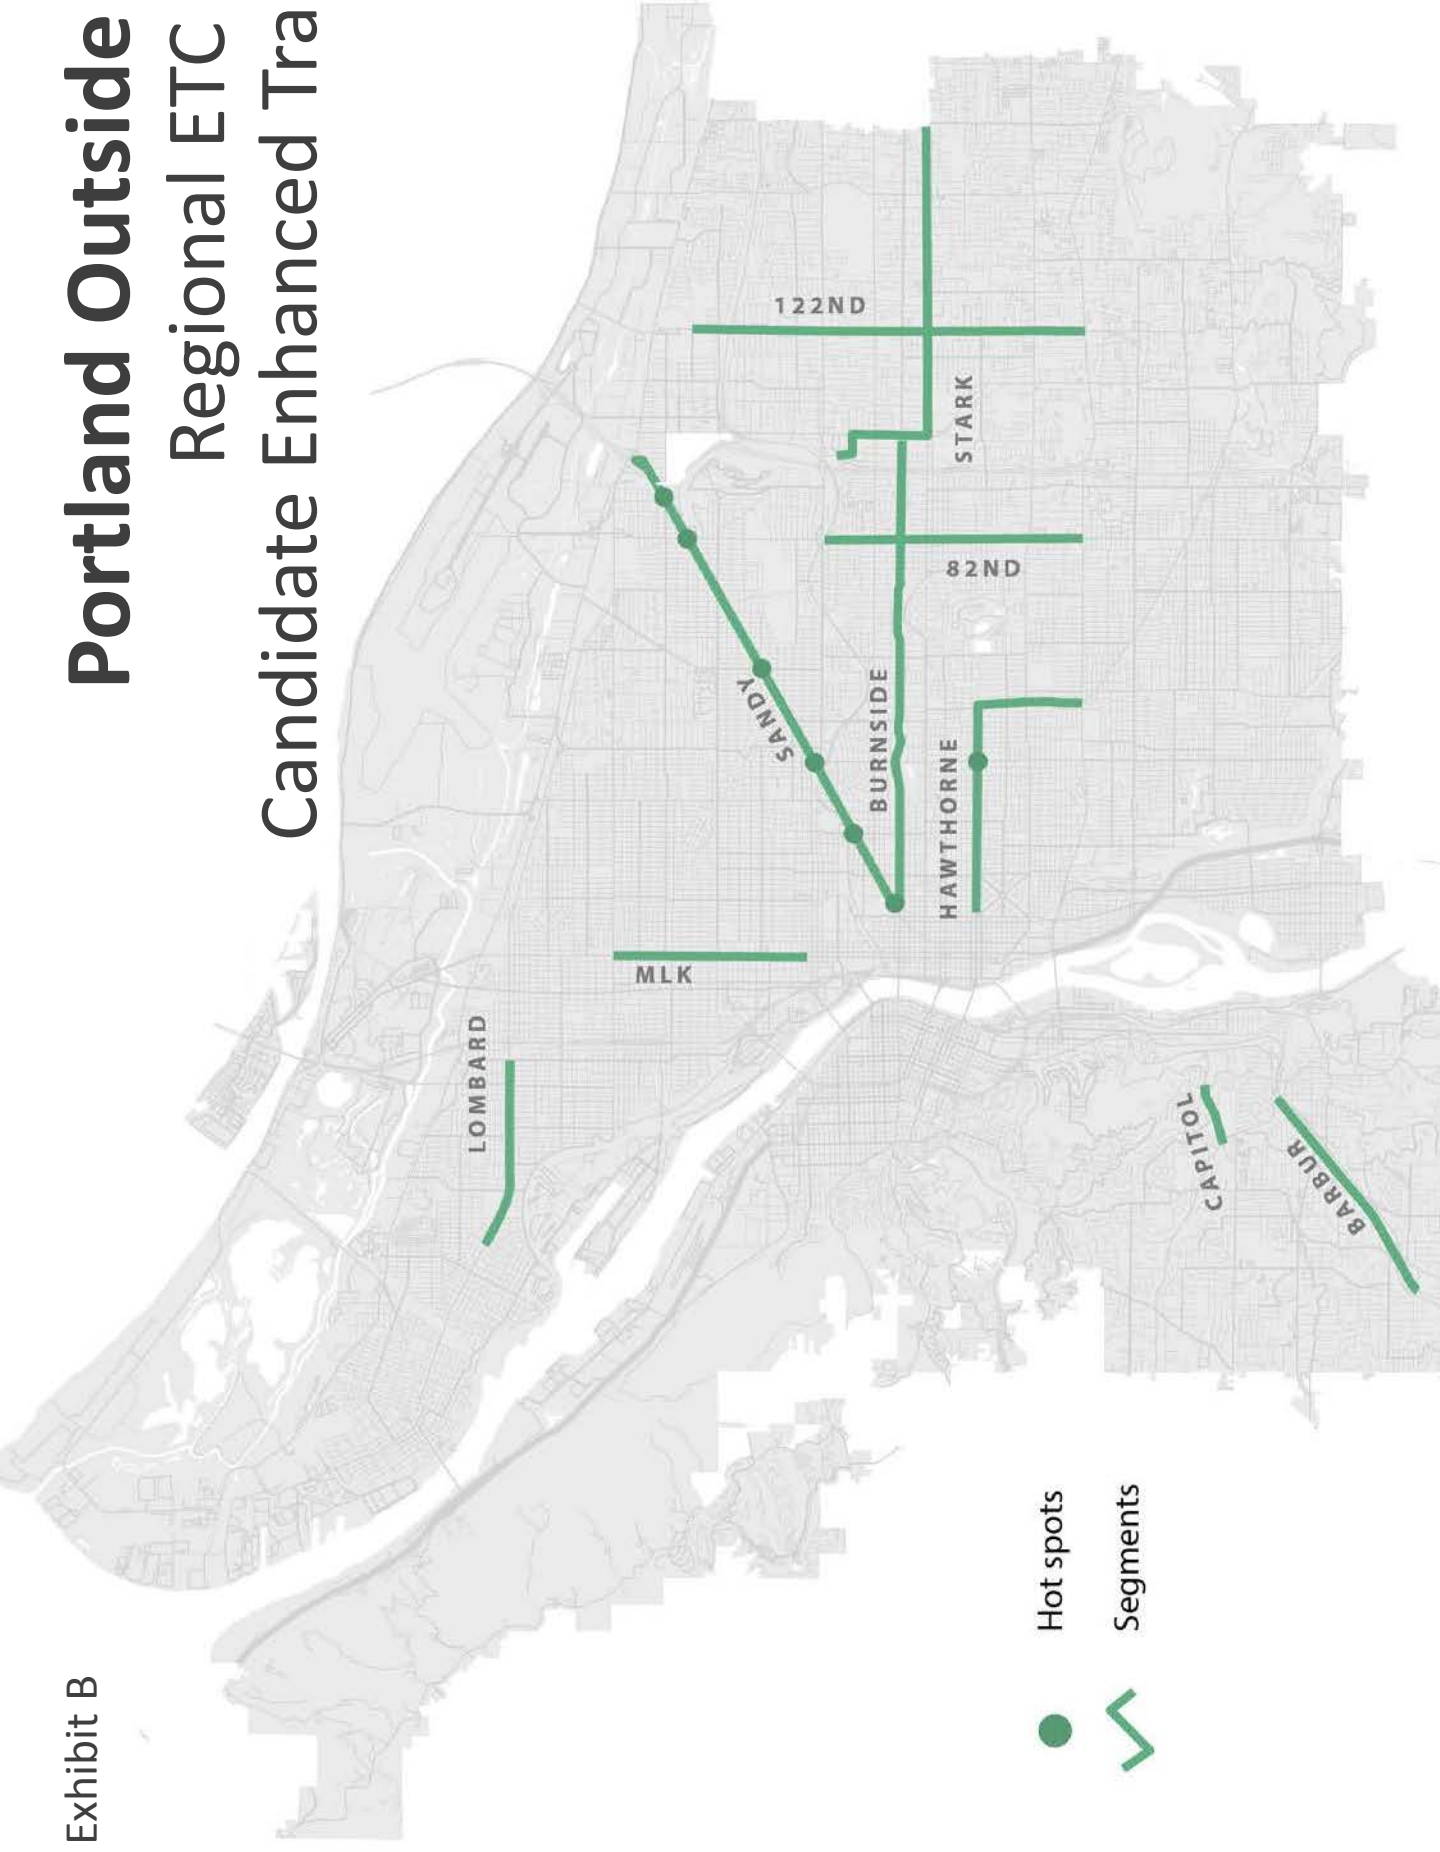 Exhibit B
Portland Outside
Regional ETC
Candidate Enhanced Tra
LOMBARD
MLK
SANDY
122ND
BURNSIDE
STARK
82ND
HAWTHORNE
CAPITOL
BARBUR
Hot spots
Segments